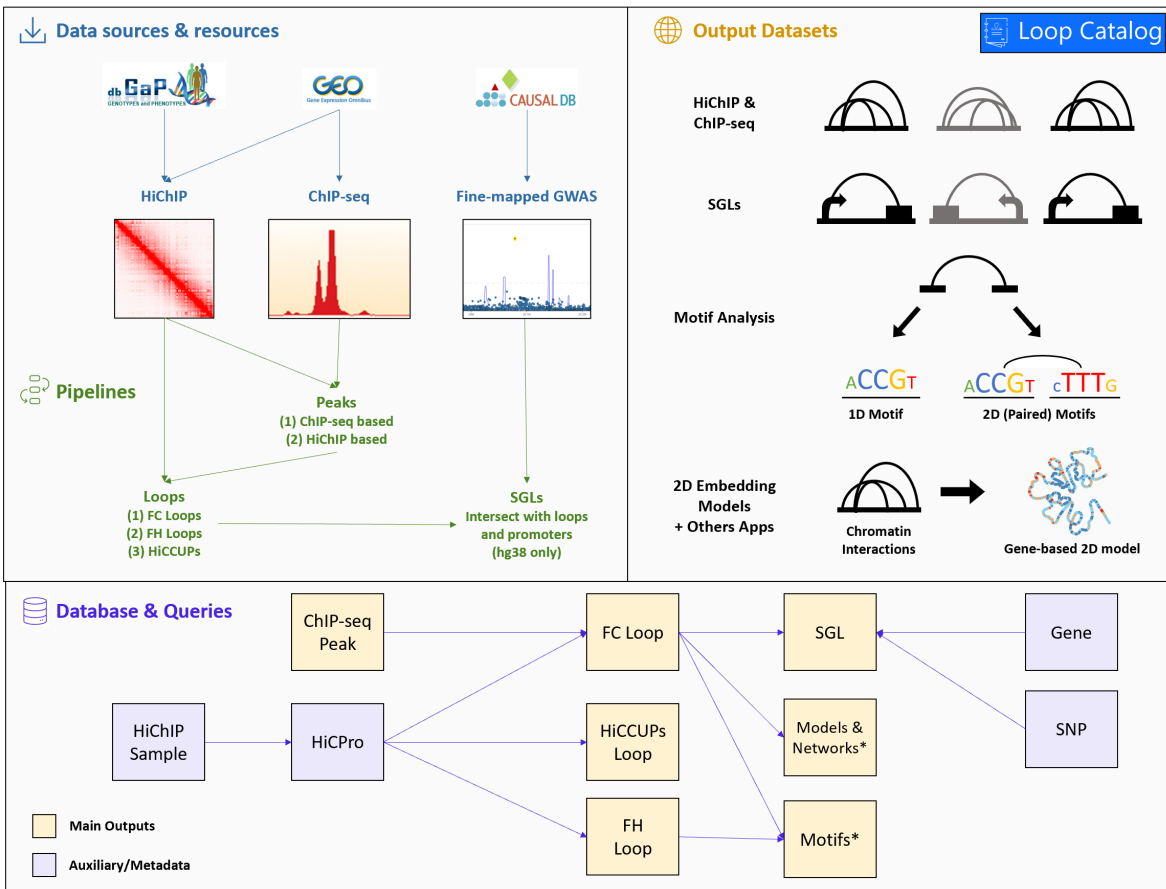 Data sources & resources
db GaP
GENOTYPES and PHENOTYPES
GEO
Gene Expression Omnibus
CAUSAL DB
HiChIP
ChIP-seq
Fine-mapped GWAS
Pipelines
Peaks
(1) ChIP-seq based
(2) HiChIP based
Loops
(1) FC Loops
(2) FH Loops
(3) HiCCUPs
SGLs
Intersect with loops
and promoters
(hg38 only)
Output Datasets
Loop Catalog
HiChIP &
ChIP-seq
SGLs
Motif Analysis
ACCGT
1D Motif
ACCGT cTTTG
2D (Paired) Motifs
2D Embedding
Models
+ Others Apps
Chromatin
Interactions
Gene-based 2D model
Database & Queries
ChIP-seq
Peak
FC Loop
SGL
Gene
HiChIP
Sample
HiCPro
HiCCUPs
Loop
Models &
Networks*
SNP
FH
Loop
Motifs*
Main Outputs
Auxiliary/Metadata